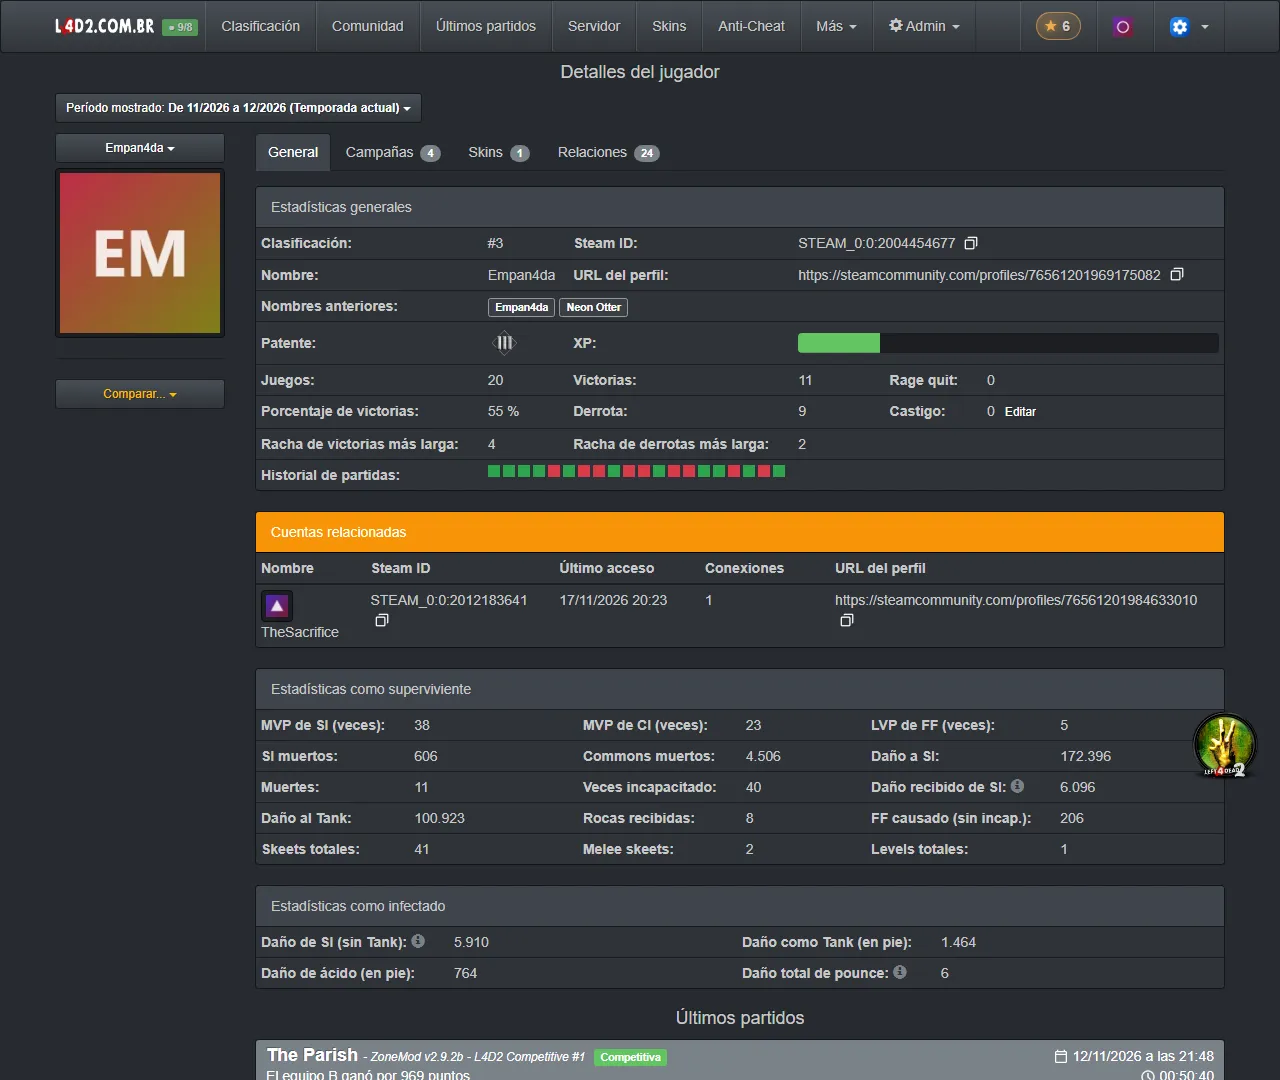 L4D2.COM.BR 9/8 Clasificación Comunidad Últimos partidos Servidor Skins Anti-Cheat Más Admin 6
Detalles del jugador
Período mostrado: De 11/2026 a 12/2026 (Temporada actual)
Empan4da
EM
Comparar...
General Campañas 4 Skins 1 Relaciones 24
Estadísticas generales
Clasificación: #3 Steam ID: STEAM_0:0:2004454677
Nombre: Empan4da URL del perfil: https://steamcommunity.com/profiles/76561201969175082
Nombres anteriores: Empan4da Neon Otter
Patente: XP:
Juegos: 20 Victorias: 11 Rage quit: 0
Porcentaje de victorias: 55 % Derrota: 9 Castigo: 0 Editar
Racha de victorias más larga: 4 Racha de derrotas más larga: 2
Historial de partidas:
Cuentas relacionadas
Nombre Steam ID Último acceso Conexiones URL del perfil
TheSacrifice STEAM_0:0:2012183641 17/11/2026 20:23 1 https://steamcommunity.com/profiles/76561201984633010
Estadísticas como superviviente
MVP de SI (veces): 38 MVP de CI (veces): 23 LVP de FF (veces): 5
SI muertos: 606 Commons muertos: 4.506 Daño a SI: 172.396
Muertes: 11 Veces incapacitado: 40 Daño recibido de SI: 6.096
Daño al Tank: 100.923 Rocas recibidas: 8 FF causado (sin incap.): 206
Skeets totales: 41 Melee skeets: 2 Levels totales: 1
LEFT 4 DEAD 2
Estadísticas como infectado
Daño de SI (sin Tank): 5.910 Daño como Tank (en pie): 1.464
Daño de ácido (en pie): 764 Daño total de pounce: 6
Últimos partidos
The Parish - ZoneMod v2.9.2b - L4D2 Competitive #1 Competitiva 12/11/2026 a las 21:48
El equipo B ganó por 969 puntos 00:50:40